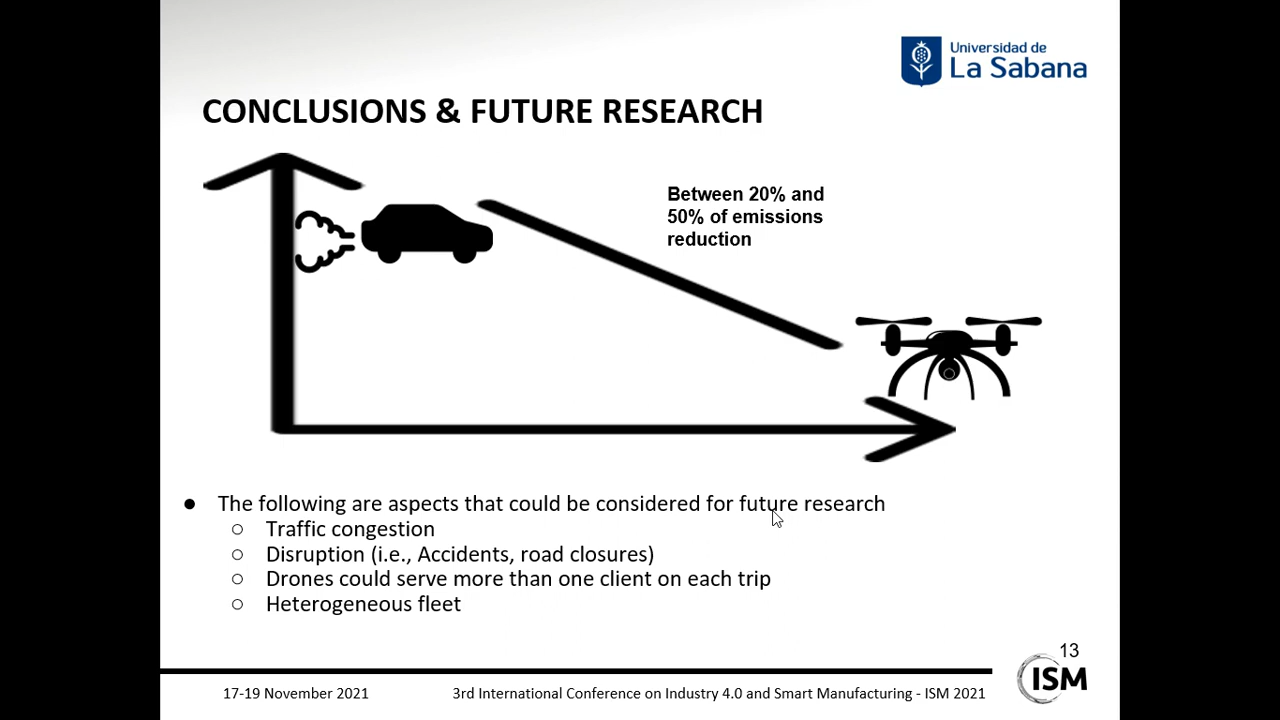 Universidad de
La Sabana
CONCLUSIONS & FUTURE RESEARCH
Between 20% and
50% of emissions
reduction
● The following are aspects that could be considered for future research
○ Traffic congestion
○ Disruption (i.e., Accidents, road closures)
○ Drones could serve more than one client on each trip
○ Heterogeneous fleet
13
ISM
17-19 November 2021
3rd International Conference on Industry 4.0 and Smart Manufacturing - ISM 2021